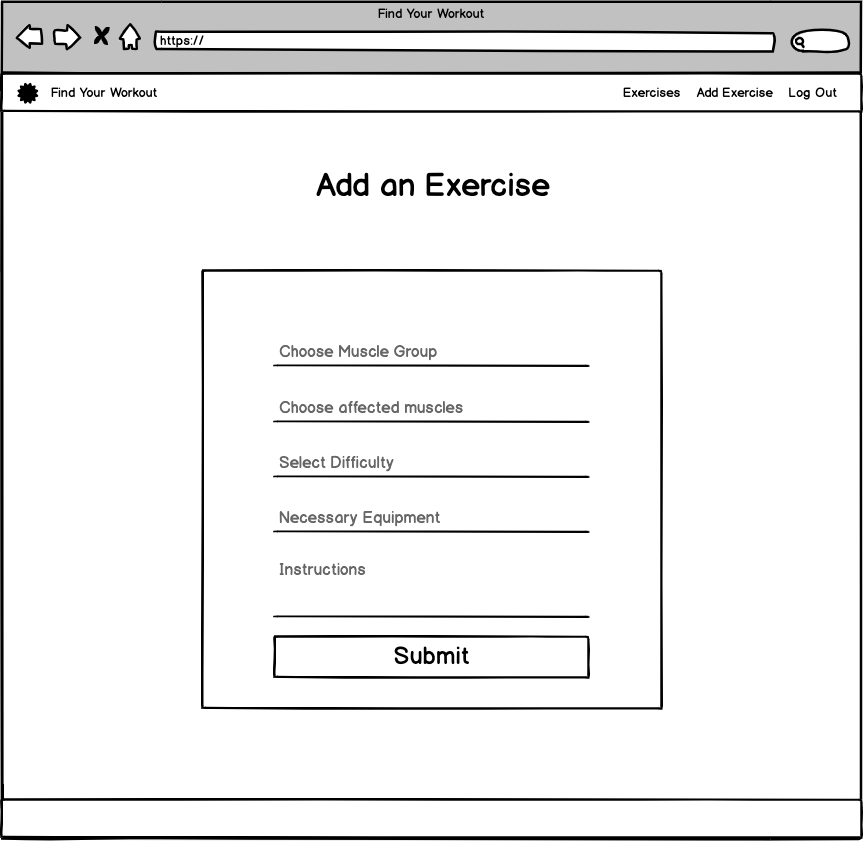 Find Your Workout
https://
Find Your Workout Exercises Add Exercise Log Out
Add an Exercise
Choose Muscle Group
Choose affected muscles
Select Difficulty
Necessary Equipment
Instructions
Submit